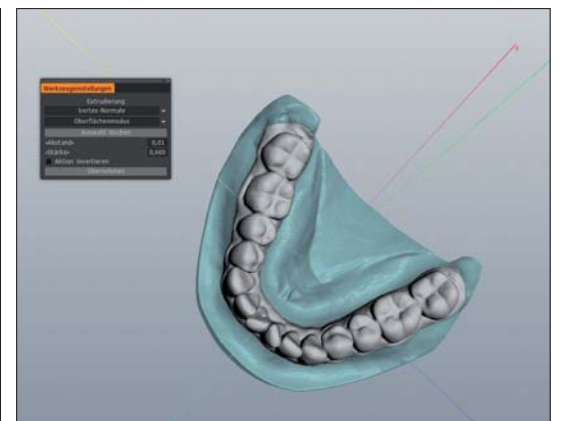 Werkzeugeinstellungen
Extrudierung
Vertex-Normale
Oberflächenmodus
Auswahl löschen
<Abstand> 0,01
<Stärke>
Aktion invertieren
Übernehmen